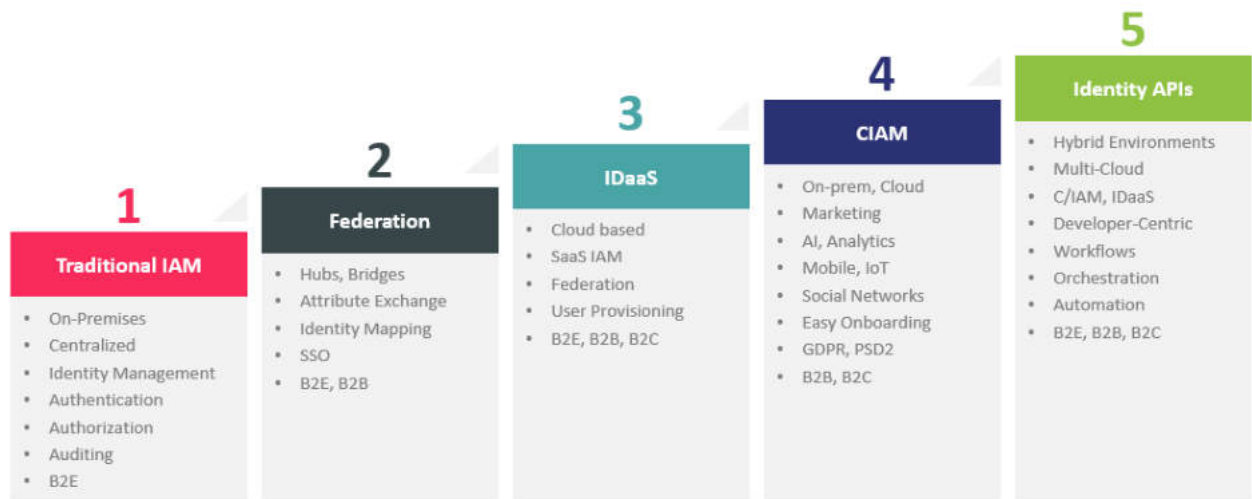 1
Traditional IAM
• On-Premises
• Centralized
• Identity Management
• Authentication
• Authorization
• Auditing
• B2E
2
Federation
• Hubs, Bridges
• Attribute Exchange
• Identity Mapping
• SSO
• B2E, B2B
3
IDaaS
• Cloud based
• SaaS IAM
• Federation
• User Provisioning
• B2E, B2B, B2C
4
CIAM
• On-prem, Cloud
• Marketing
• AI, Analytics
• Mobile, IoT
• Social Networks
• Easy Onboarding
• GDPR, PSD2
• B2B, B2C
5
Identity APIs
• Hybrid Environments
• Multi-Cloud
• C/IAM, IDaaS
• Developer-Centric
• Workflows
• Orchestration
• Automation
• B2E, B2B, B2C